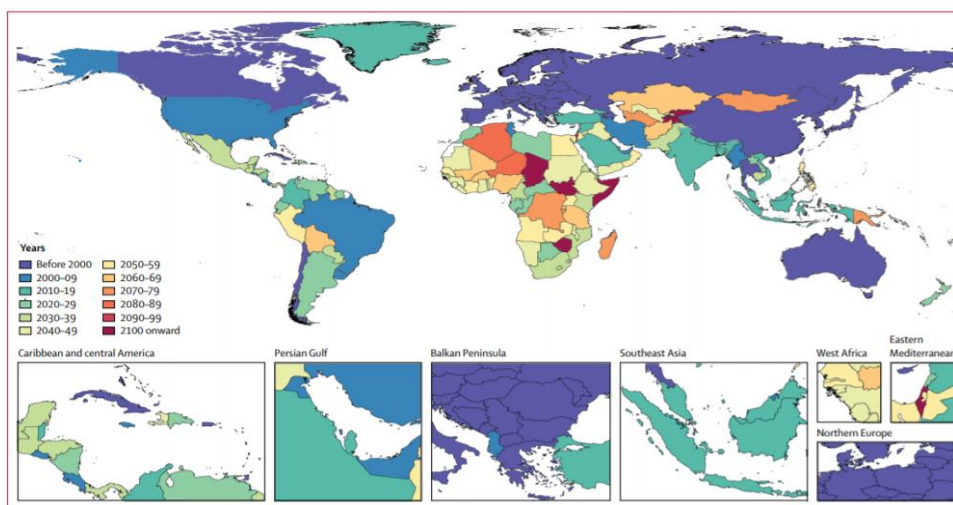 Years
Before 2000
2000–09
2010–19
2020–29
2030–39
2040–49
2050–59
2060–69
2070–79
2080–89
2090–99
2100 onward
Caribbean and central America
Persian Gulf
Balkan Peninsula
Southeast Asia
West Africa
Eastern
Mediterranean
Northern Europe